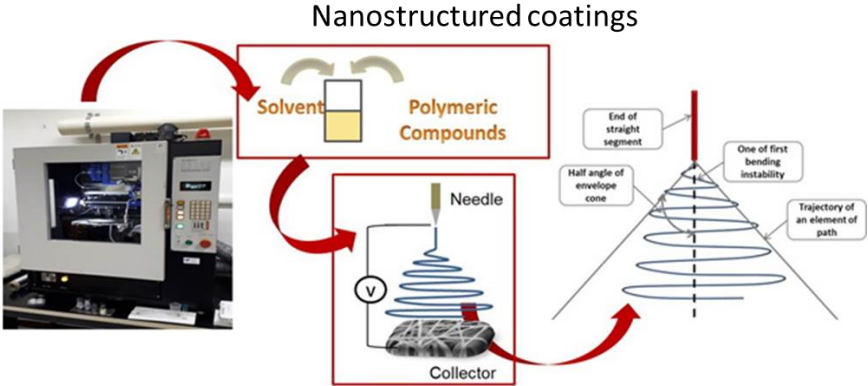 Nanostructured coatings
Solvent
Polymeric
Compounds
Needle
V
Collector
End of
straight
segment
One of first
bending
instability
Half angle of
envelope
cone
Trajectory of
an element of
path